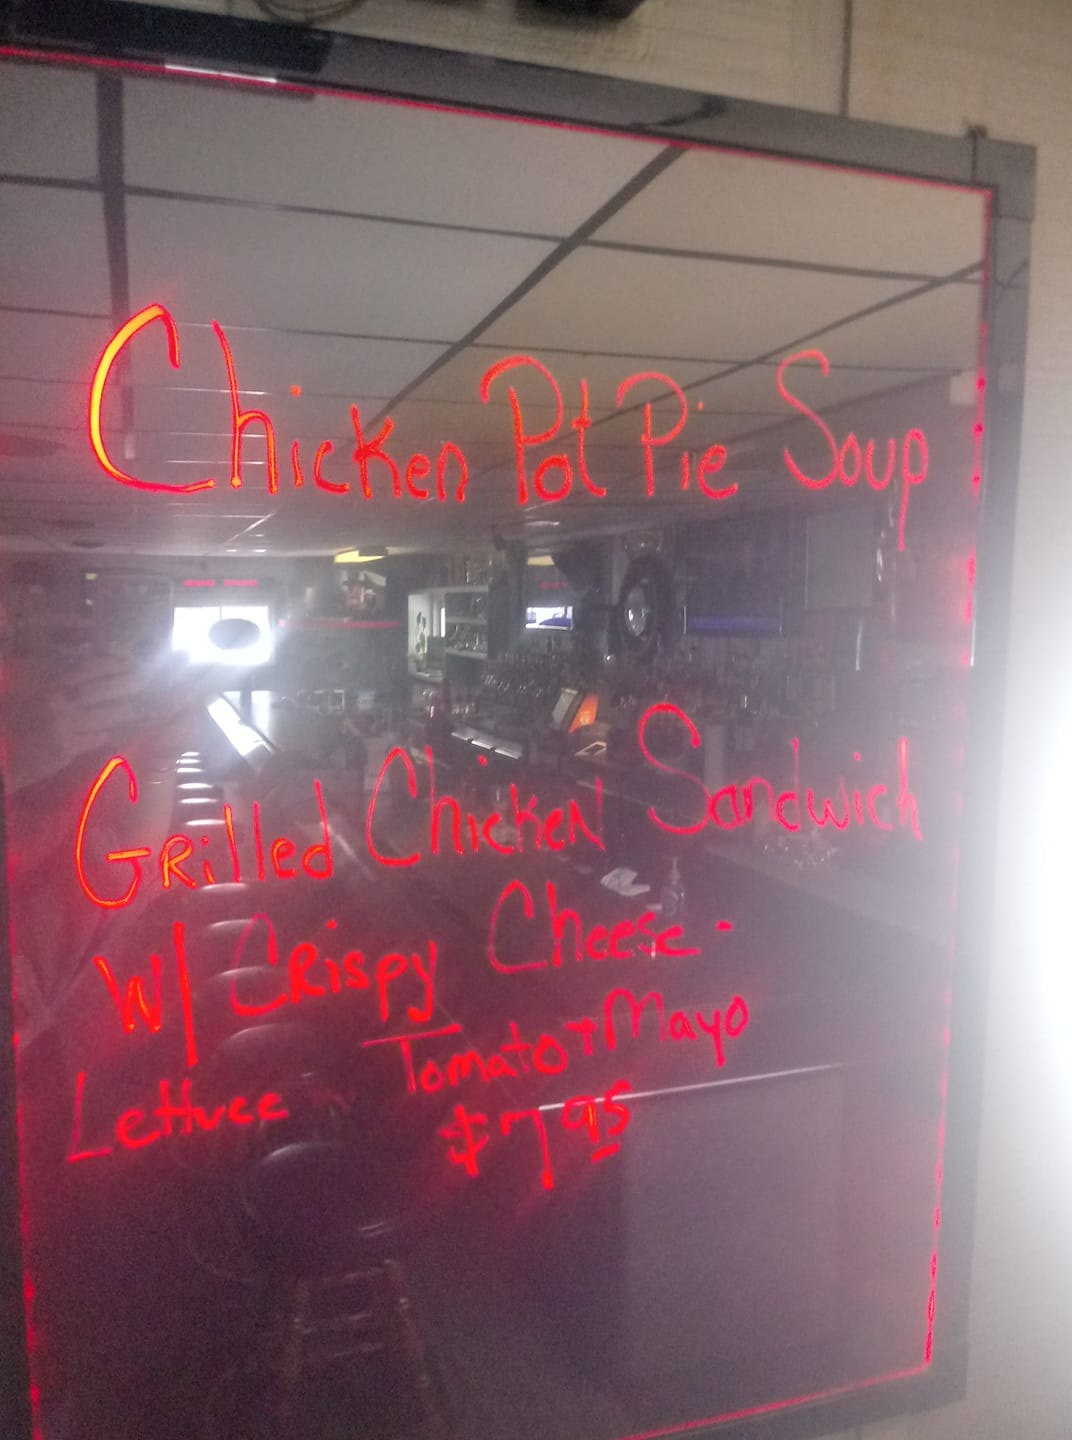 Chicken Pot Pie Soup
Grilled Chicken Sandwich
W/ Crispy Cheese -
Lettuce Tomato + Mayo
$7.95